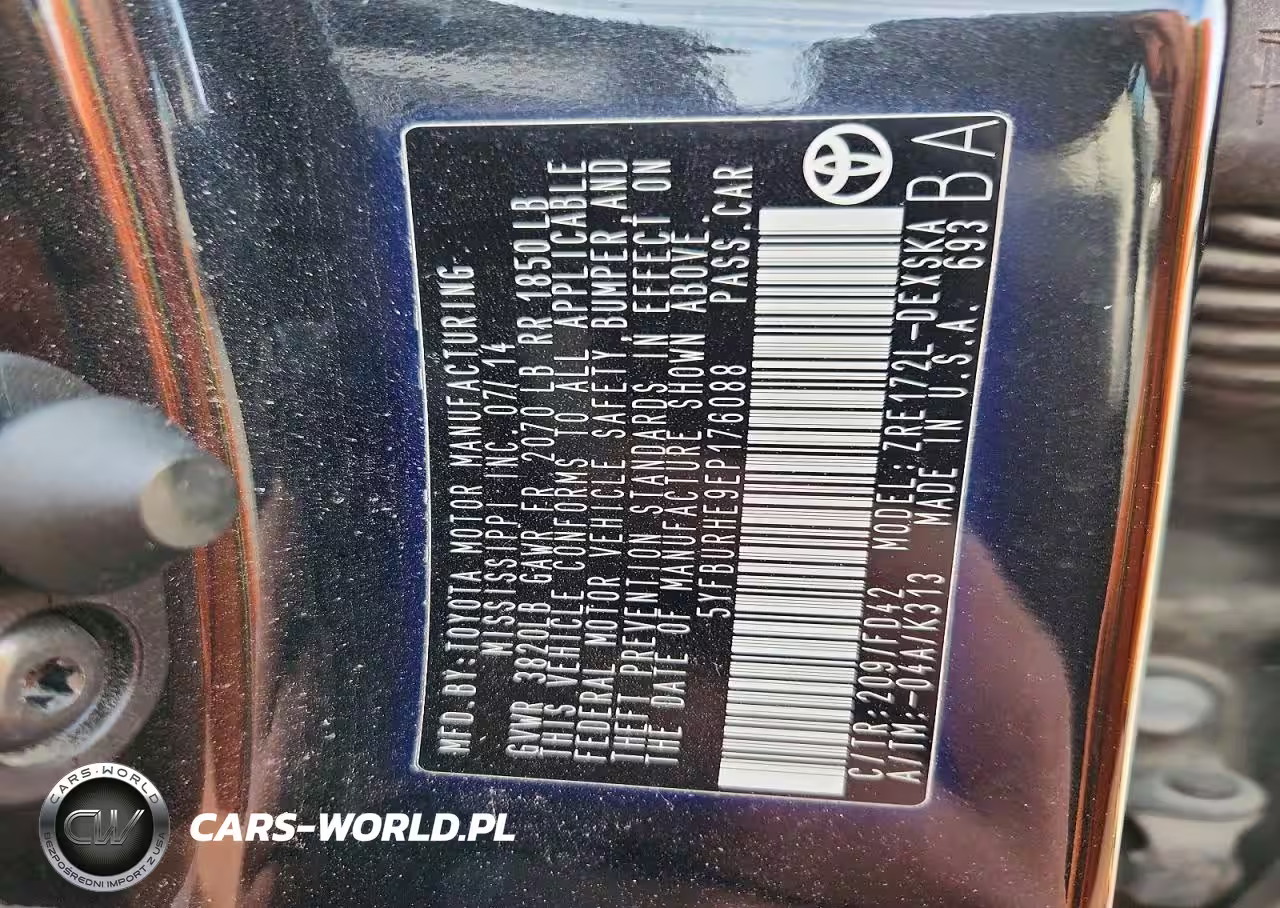 MFD.BY:TOYOTA MOTOR MANUFACTURING
MISSISSIPPI INC. 07/14
GVWR 3820LB GAWR FR 2070LB RR 1850LB
THIS VEHICLE CONFORMS TO ALL APPLICABLE
FEDERAL MOTOR VEHICLE SAFETY,BUMPER,AND
THEFT PREVENTION STANDARDS IN EFFECT ON
THE DATE OF MANUFACTURE SHOWN ABOVE.
5YFBURHE9EP176088 PASS.CAR
C/TR:209/FD42 MODEL:ZRE172L-DEXSKA
A/TM:-04A/K313 MADE IN U.S.A. 693
BA
CARS-WORLD
CW
BEZPOŚREDNI IMPORT Z USA
CARS-WORLD.PL